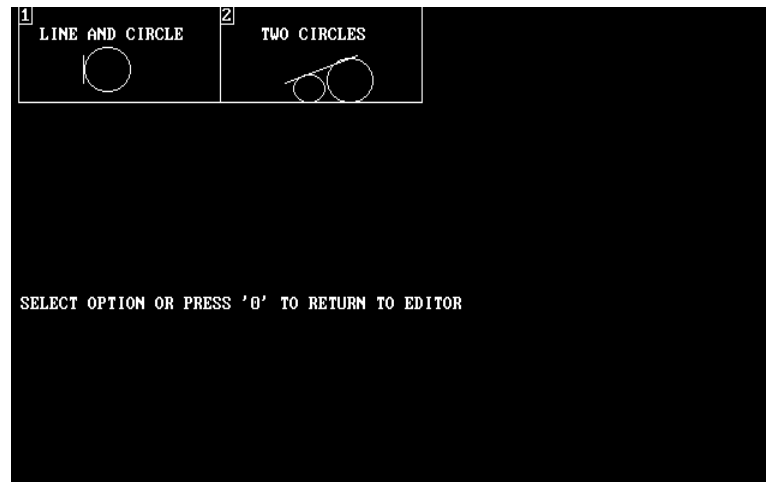 1
LINE AND CIRCLE
2
TWO CIRCLES
SELECT OPTION OR PRESS '0' TO RETURN TO EDITOR